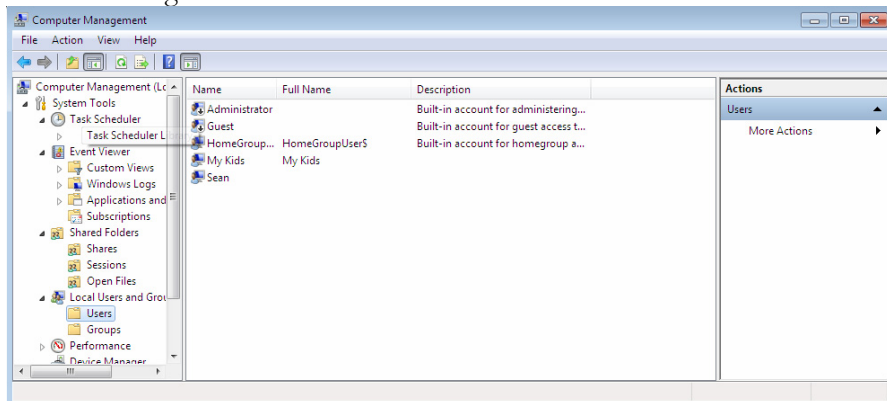 Computer Management
File Action View Help
Computer Management (Lc
System Tools
Task Scheduler
Task Scheduler L
Event Viewer
Custom Views
Windows Logs
Applications and
Subscriptions
Shared Folders
Shares
Sessions
Open Files
Local Users and Grou
Users
Groups
Performance
Device Manager
Name Full Name Description
Administrator Built-in account for administering...
Guest Built-in account for guest access t...
HomeGroup... HomeGroupUser$ Built-in account for homegroup a...
My Kids My Kids
Sean
Actions
Users
More Actions